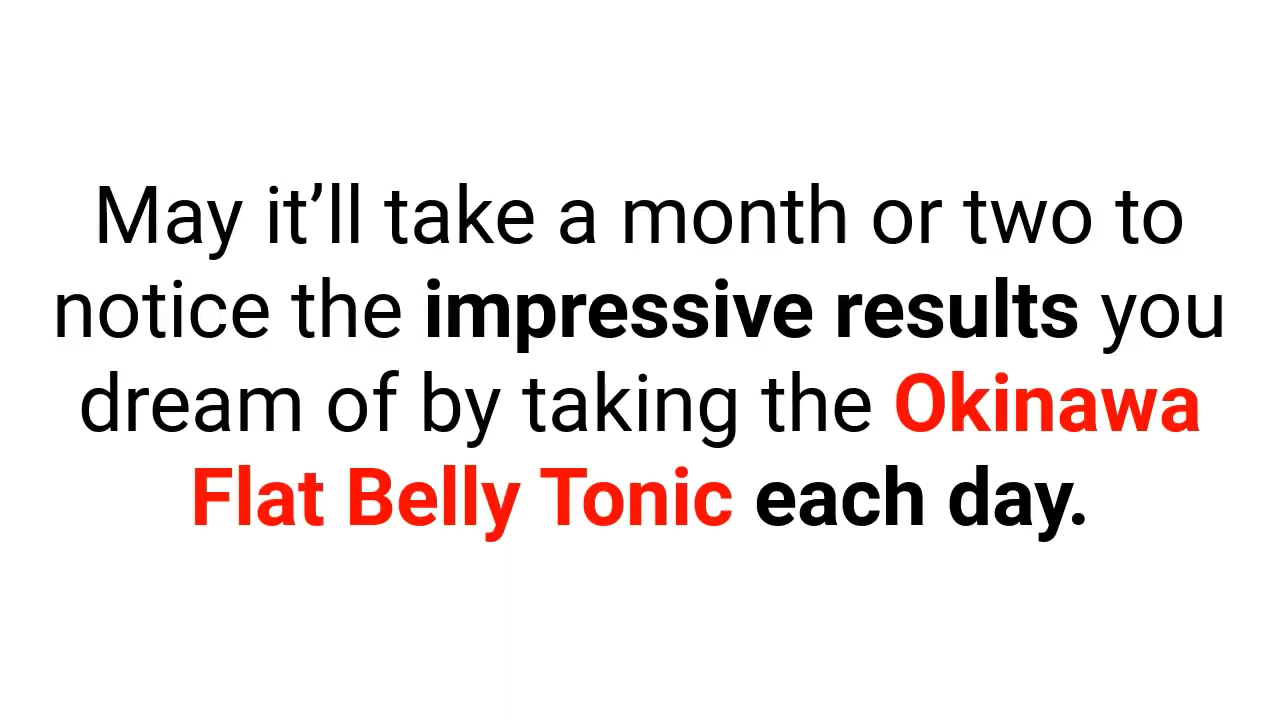 May it’ll take a month or two to
notice the impressive results you
dream of by taking the Okinawa
Flat Belly Tonic each day.